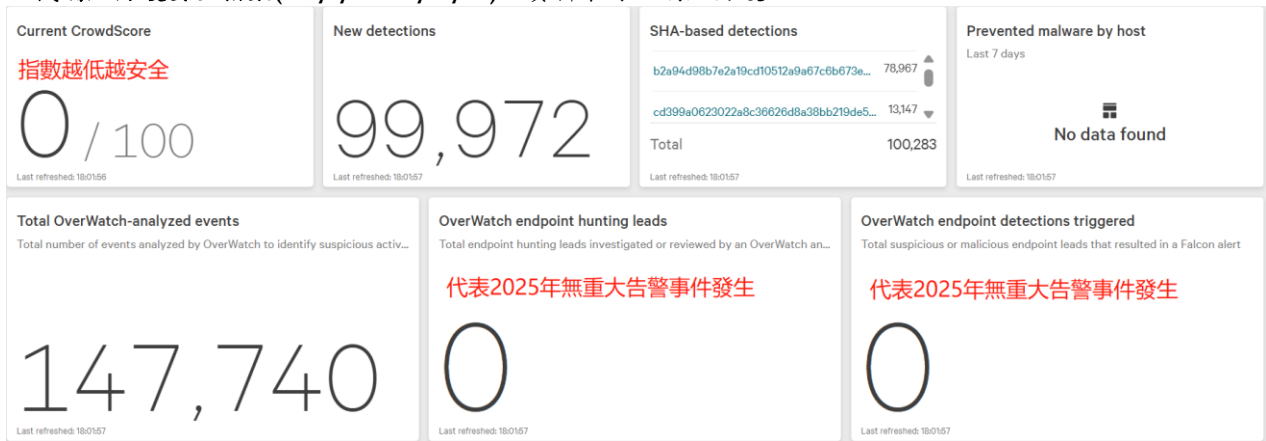 Current CrowdScore
指數越低越安全
0 / 100
Last refreshed: 18:01:56
New detections
99,972
Last refreshed: 18:01:57
SHA-based detections
b2a94d98b7e2a19cd10512a9a67c6b673e... 78,967
cd399a0623022a8c36626d8a38bb219de5... 13,147
Total 100,283
Last refreshed: 18:01:57
Prevented malware by host
Last 7 days
No data found
Last refreshed: 18:01:57
Total OverWatch-analyzed events
Total number of events analyzed by OverWatch to identify suspicious activ...
147,740
Last refreshed: 18:01:57
OverWatch endpoint hunting leads
Total endpoint hunting leads investigated or reviewed by an OverWatch an...
代表2025年無重大告警事件發生
0
Last refreshed: 18:01:57
OverWatch endpoint detections triggered
Total suspicious or malicious endpoint leads that resulted in a Falcon alert
代表2025年無重大告警事件發生
0
Last refreshed: 18:01:57